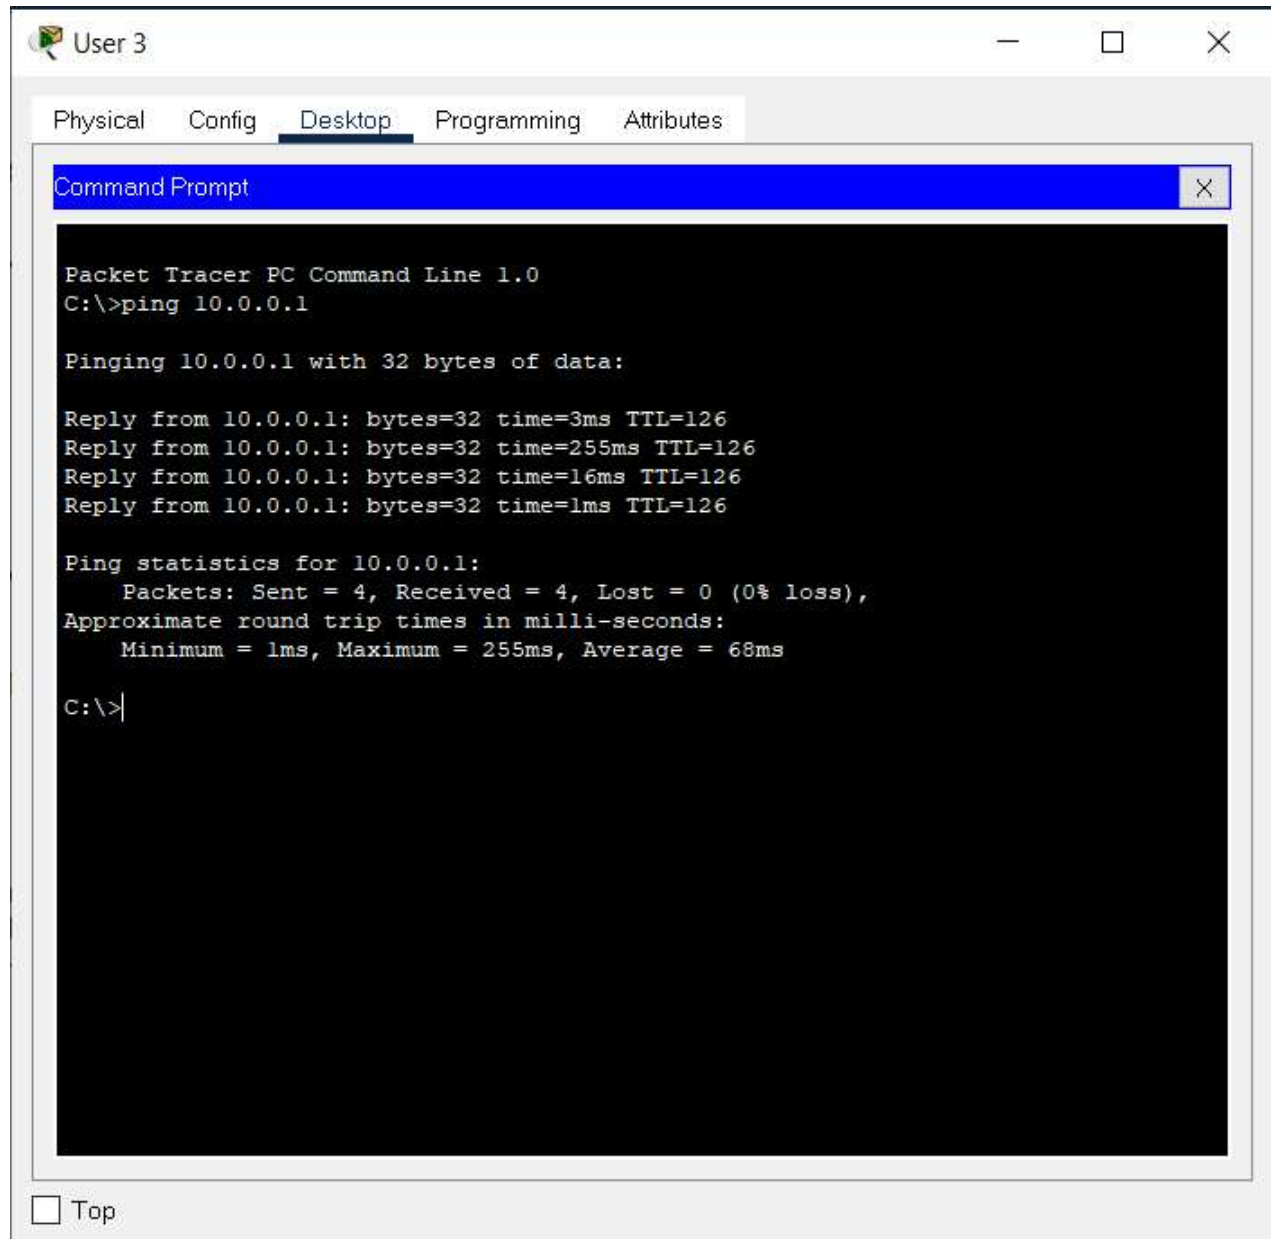 User 3
Physical Config Desktop Programming Attributes
Command Prompt X
Packet Tracer PC Command Line 1.0
C:\>ping 10.0.0.1
Pinging 10.0.0.1 with 32 bytes of data:
Reply from 10.0.0.1: bytes=32 time=3ms TTL=126
Reply from 10.0.0.1: bytes=32 time=255ms TTL=126
Reply from 10.0.0.1: bytes=32 time=16ms TTL=126
Reply from 10.0.0.1: bytes=32 time=1ms TTL=126
Ping statistics for 10.0.0.1:
Packets: Sent = 4, Received = 4, Lost = 0 (0% loss),
Approximate round trip times in milli-seconds:
Minimum = 1ms, Maximum = 255ms, Average = 68ms
C:\>
Top